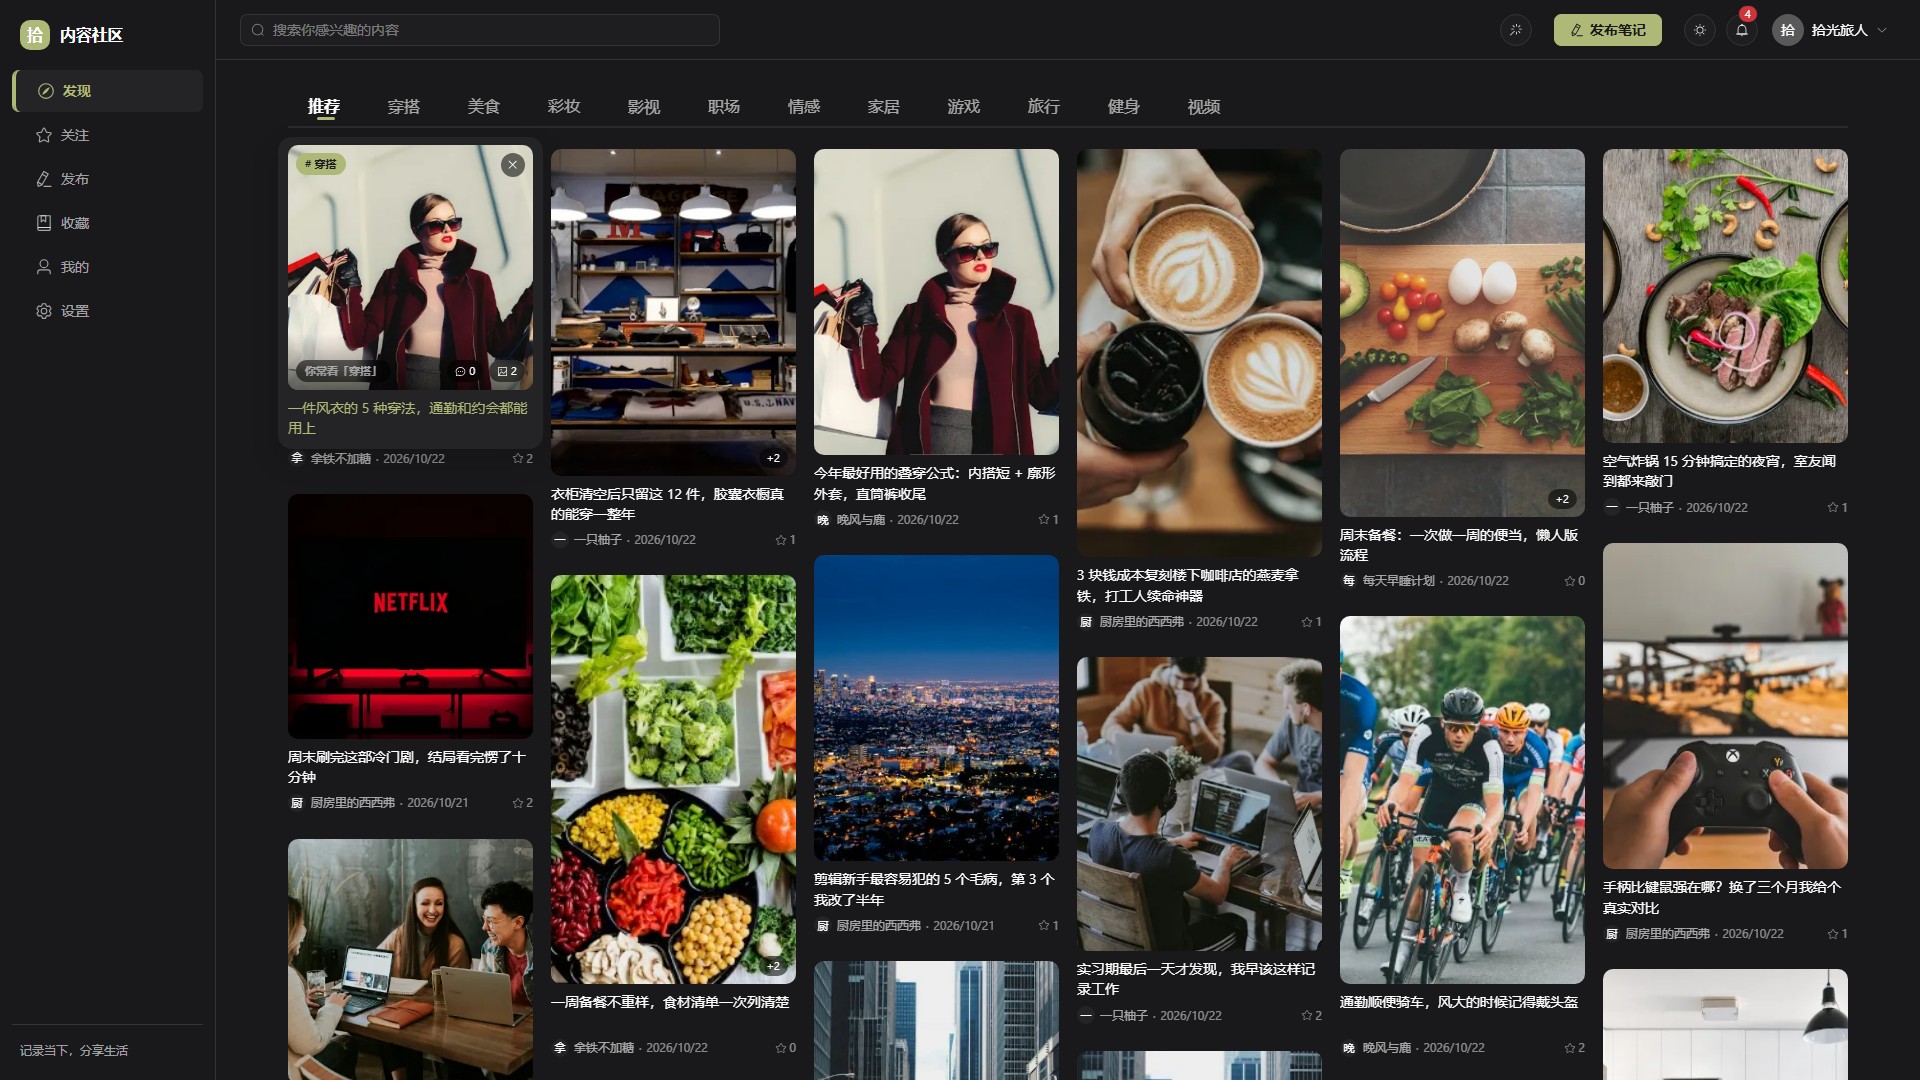 拾 内容社区
搜索你感兴趣的内容
发布笔记
4
拾 拾光旅人
发现
关注
发布
收藏
我的
设置
记录当下，分享生活
推荐 穿搭 美食 彩妆 影视 职场 情感 家居 游戏 旅行 健身 视频
# 穿搭
你常看「穿搭」
0
2
一件风衣的 5 种穿法，通勤和约会都能
用上
拿 拿铁不加糖 · 2026/10/22 2
NETFLIX
周末刷完这部冷门剧，结局看完愣了十
分钟
厨 厨房里的西西弗 · 2026/10/21 2
+2
衣柜清空后只留这 12 件，胶囊衣橱真
的能穿一整年
一 一只柚子 · 2026/10/22 1
+2
一周备餐不重样，食材清单一次列清楚
拿 拿铁不加糖 · 2026/10/22 0
今年最好用的叠穿公式：内搭短 + 廓形
外套，直筒裤收尾
晚 晚风与鹿 · 2026/10/22 1
剪辑新手最容易犯的 5 个毛病，第 3 个
我改了半年
厨 厨房里的西西弗 · 2026/10/21 1
3 块钱成本复刻楼下咖啡店的燕麦拿
铁，打工人续命神器
厨 厨房里的西西弗 · 2026/10/22 1
实习期最后一天才发现，我早该这样记
录工作
一 一只柚子 · 2026/10/22 2
+2
周末备餐：一次做一周的便当，懒人版
流程
每 每天早睡计划 · 2026/10/22 0
通勤顺便骑车，风大的时候记得戴头盔
晚 晚风与鹿 · 2026/10/22 2
空气炸锅 15 分钟搞定的夜宵，室友闻
到都来敲门
一 一只柚子 · 2026/10/22 1
手柄比键鼠强在哪？换了三个月我给个
真实对比
厨 厨房里的西西弗 · 2026/10/22 1